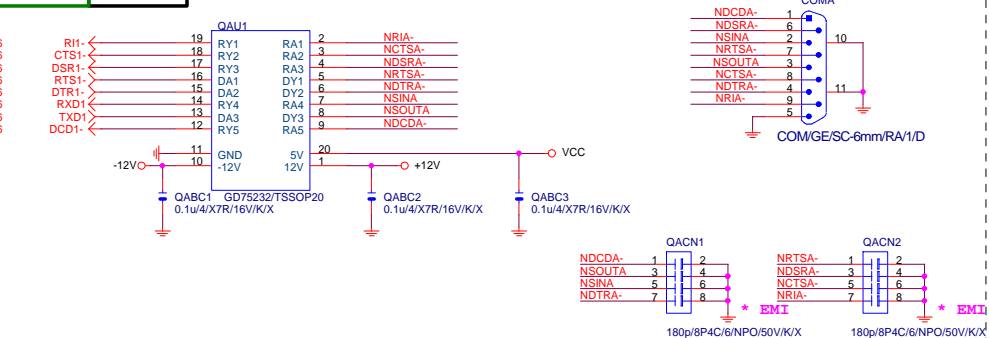 COMA
QAU1
RI1- 19 RY1 RA1 2 NRIA-
CTS1- 18 RY2 RA2 3 NCTSA-
DSR1- 17 RY3 RA3 4 NDSRA-
RTS1- 16 DA1 DY1 5 NRTSA-
DTR1- 15 DA2 DY2 6 NDTRA-
RXD1 14 RY4 RA4 7 NSINA
TXD1 13 DA3 DY3 8 NSOUTA
DCD1- 12 RY5 RA5 9 NDCDA-
11 GND 5V 20 VCC
-12V 10 -12V 12V 1 +12V
GD75232/TSSOP20
QABC1
0.1u/4/X7R/16V/K/X
QABC2
0.1u/4/X7R/16V/K/X
QABC3
0.1u/4/X7R/16V/K/X
NDCDA- 1
NDSRA- 6
NSINA 2 10
NRTSA- 7
NSOUTA 3
NCTSA- 8
NDTRA- 4 11
NRIA- 9
5
COM/GE/SC-6mm/RA/1/D
QACN1
NDCDA- 1 2
NSOUTA 3 4
NSINA 5 6
NDTRA- 7 8
* EMI
180p/8P4C/6/NPO/50V/K/X
QACN2
NRTSA- 1 2
NDSRA- 3 4
NCTSA- 5 6
NRIA- 7 8
* EMI
180p/8P4C/6/NPO/50V/K/X